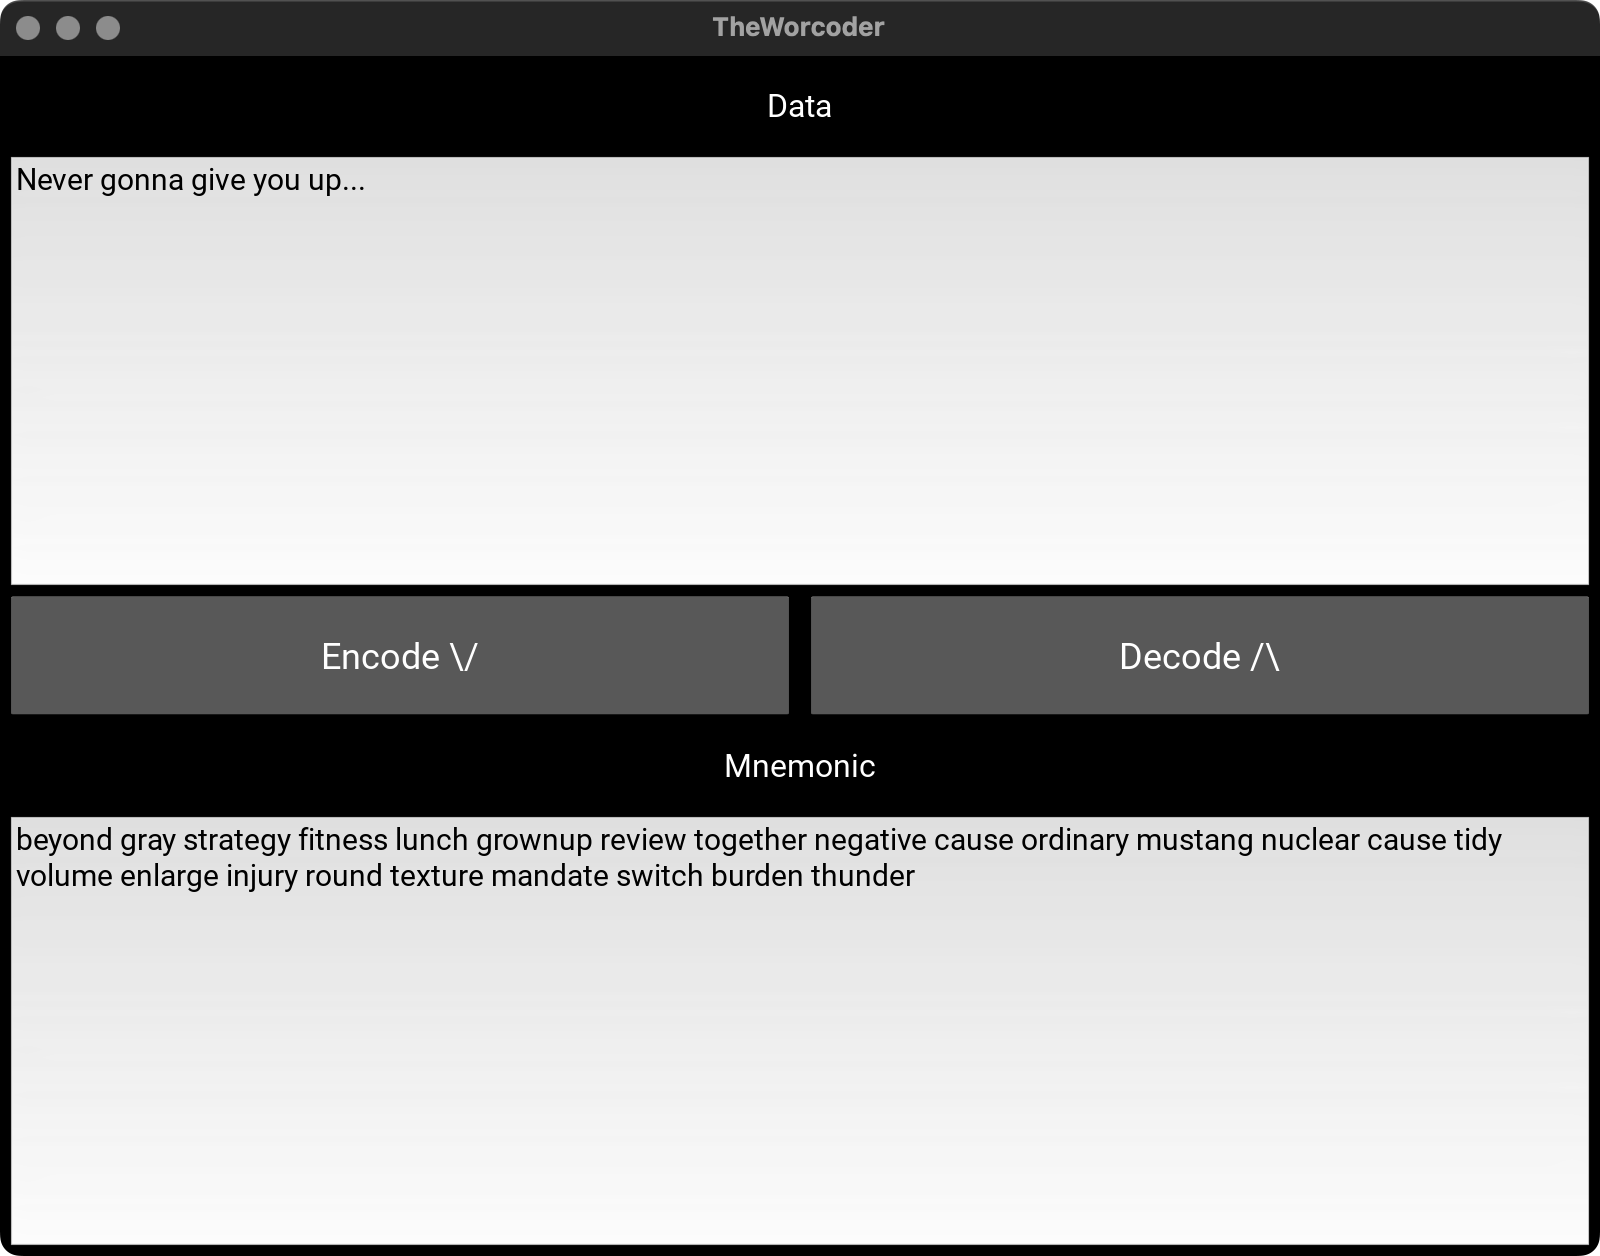 TheWorcoder
Data
Never gonna give you up...
Encode \/
Decode /\
Mnemonic
beyond gray strategy fitness lunch grownup review together negative cause ordinary mustang nuclear cause tidy
volume enlarge injury round texture mandate switch burden thunder